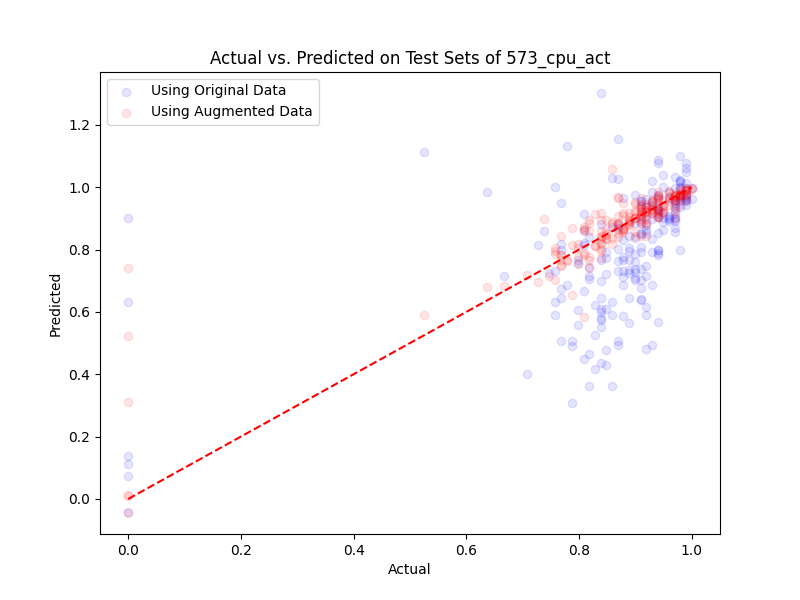 Actual vs. Predicted on Test Sets of 573_cpu_act
Using Original Data
Using Augmented Data
1.2
1.0
0.8
0.6
0.4
0.2
0.0
Predicted
0.0 0.2 0.4 0.6 0.8 1.0
Actual